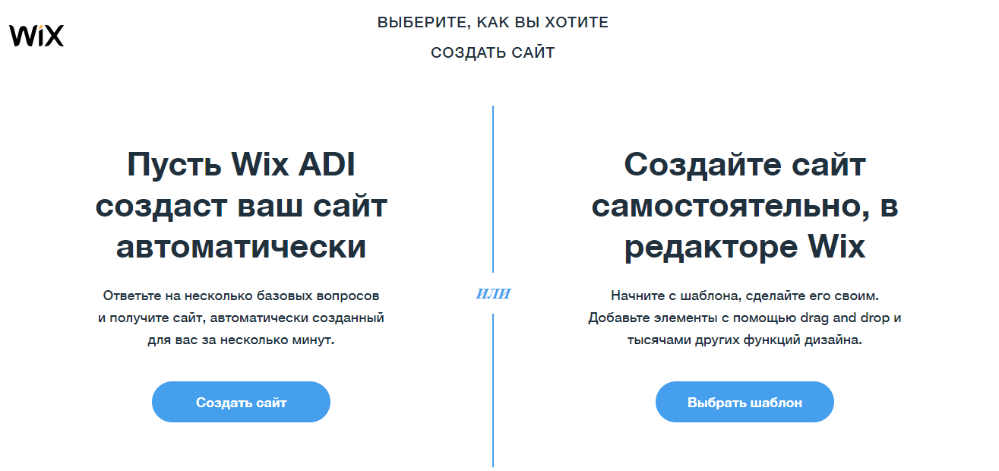 WiX
ВЫБЕРИТЕ, КАК ВЫ ХОТИТЕ
СОЗДАТЬ САЙТ
Пусть Wix ADI
создаст ваш сайт
автоматически
Ответьте на несколько базовых вопросов
и получите сайт, автоматически созданный
для вас за несколько минут.
Создать сайт
или
Создайте сайт
самостоятельно, в
редакторе Wix
Начните с шаблона, сделайте его своим.
Добавьте элементы с помощью drag and drop и
тысячами других функций дизайна.
Выбрать шаблон